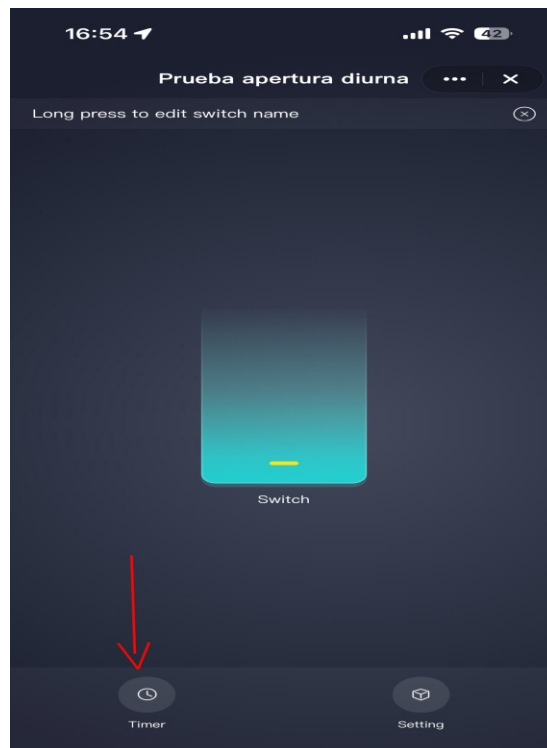 16:54
42
Prueba apertura diurna
Long press to edit switch name
Switch
Timer
Setting